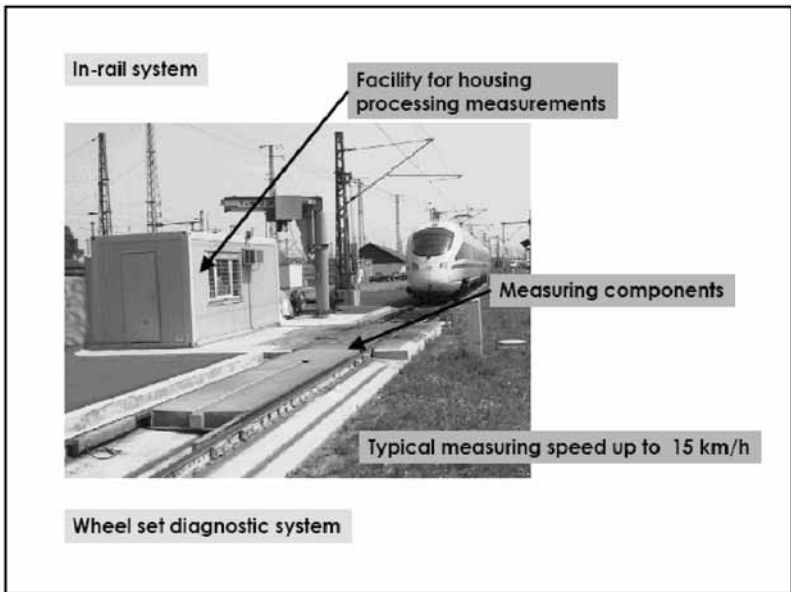 In-rail system
Facility for housing
processing measurements
Measuring components
Typical measuring speed up to 15 km/h
Wheel set diagnostic system